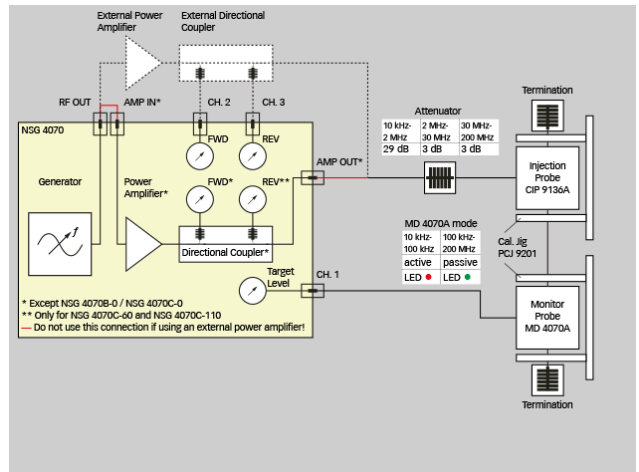 External Power
Amplifier
External Directional
Coupler
RF OUT
AMP IN*
CH. 2
CH. 3
NSG 4070
FWD
REV
Generator
Power
Amplifier*
FWD*
REV**
AMP OUT*
f
Directional Coupler*
Target
Level
CH. 1
* Except NSG 4070B-0 / NSG 4070C-0
** Only for NSG 4070C-60 and NSG 4070C-110
Do not use this connection if using an external power amplifier!
Attenuator
10 kHz- 2 MHz- 30 MHz-
2 MHz 30 MHz 200 MHz
29 dB 3 dB 3 dB
MD 4070A mode
10 kHz- 100 kHz-
100 kHz 200 MHz
active passive
LED LED
Termination
Injection
Probe
CIP 9136A
Cal. Jig
PCJ 9201
Monitor
Probe
MD 4070A
Termination